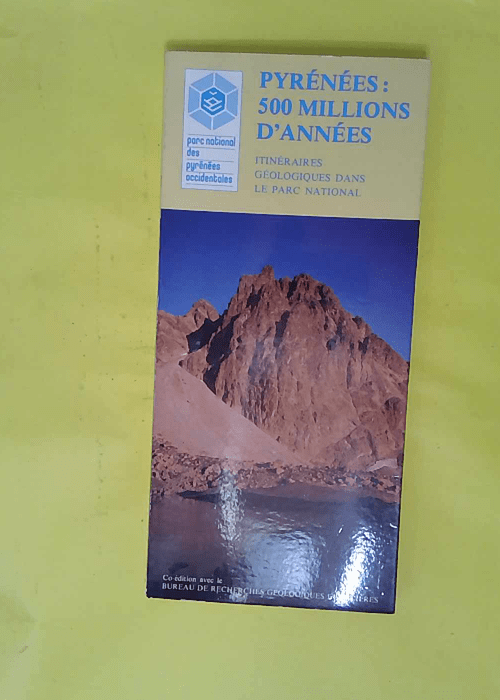 PYRÉNÉES :
500 MILLIONS
D'ANNÉES
ITINÉRAIRES
GÉOLOGIQUES DANS
LE PARC NATIONAL
parc national
des
pyrénées
occidentales
Co édition avec le
BUREAU DE RECHERCHES GÉOLOGIQUES